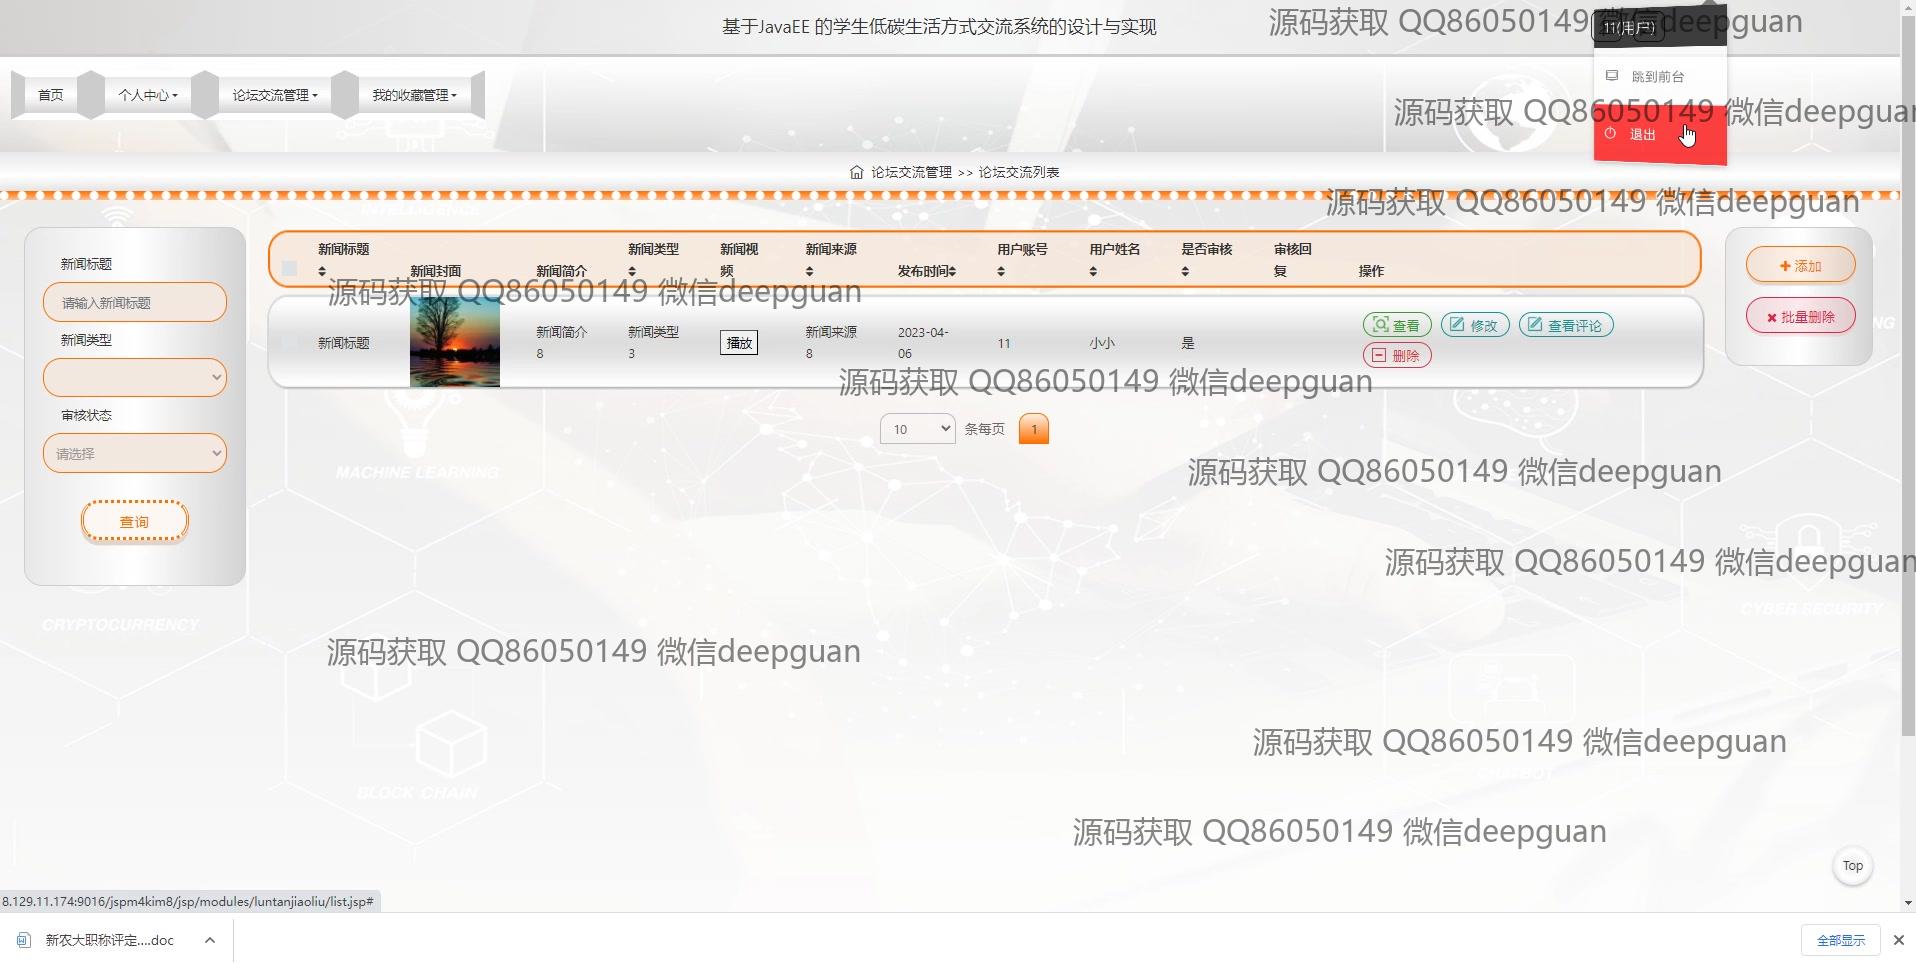 基于JavaEE 的学生低碳生活方式交流系统的设计与实现
源码获取 QQ86050149 微信deepguan
11(用户)
跳到前台
退出
首页
个人中心
论坛交流管理
我的收藏管理
源码获取 QQ86050149 微信deepguan
论坛交流管理 >> 论坛交流列表
源码获取 QQ86050149 微信deepguan
INTELLIGENCE
新闻标题
请输入新闻标题
新闻类型
审核状态
请选择
查询
新闻标题
新闻封面
新闻简介
新闻类型
新闻视
频
新闻来源
发布时间
用户账号
用户姓名
是否审核
审核回
复
操作
源码获取 QQ86050149 微信deepguan
新闻标题
新闻简介
8
新闻类型
3
播放
新闻来源
8
2023-04-
06
11
小小
是
查看
修改
查看评论
删除
添加
批量删除
NG
源码获取 QQ86050149 微信deepguan
10
条每页
1
MACHINE LEARNING
源码获取 QQ86050149 微信deepguan
源码获取 QQ86050149 微信deepguan
CYBER SECURITY
CRYPTOCURRENCY
源码获取 QQ86050149 微信deepguan
源码获取 QQ86050149 微信deepguan
CHATBOT
BLOCK CHAIN
源码获取 QQ86050149 微信deepguan
Top
8.129.11.174:9016/jspm4kim8/jsp/modules/luntanjiaoliu/list.jsp#
新农大职称评定....doc
全部显示